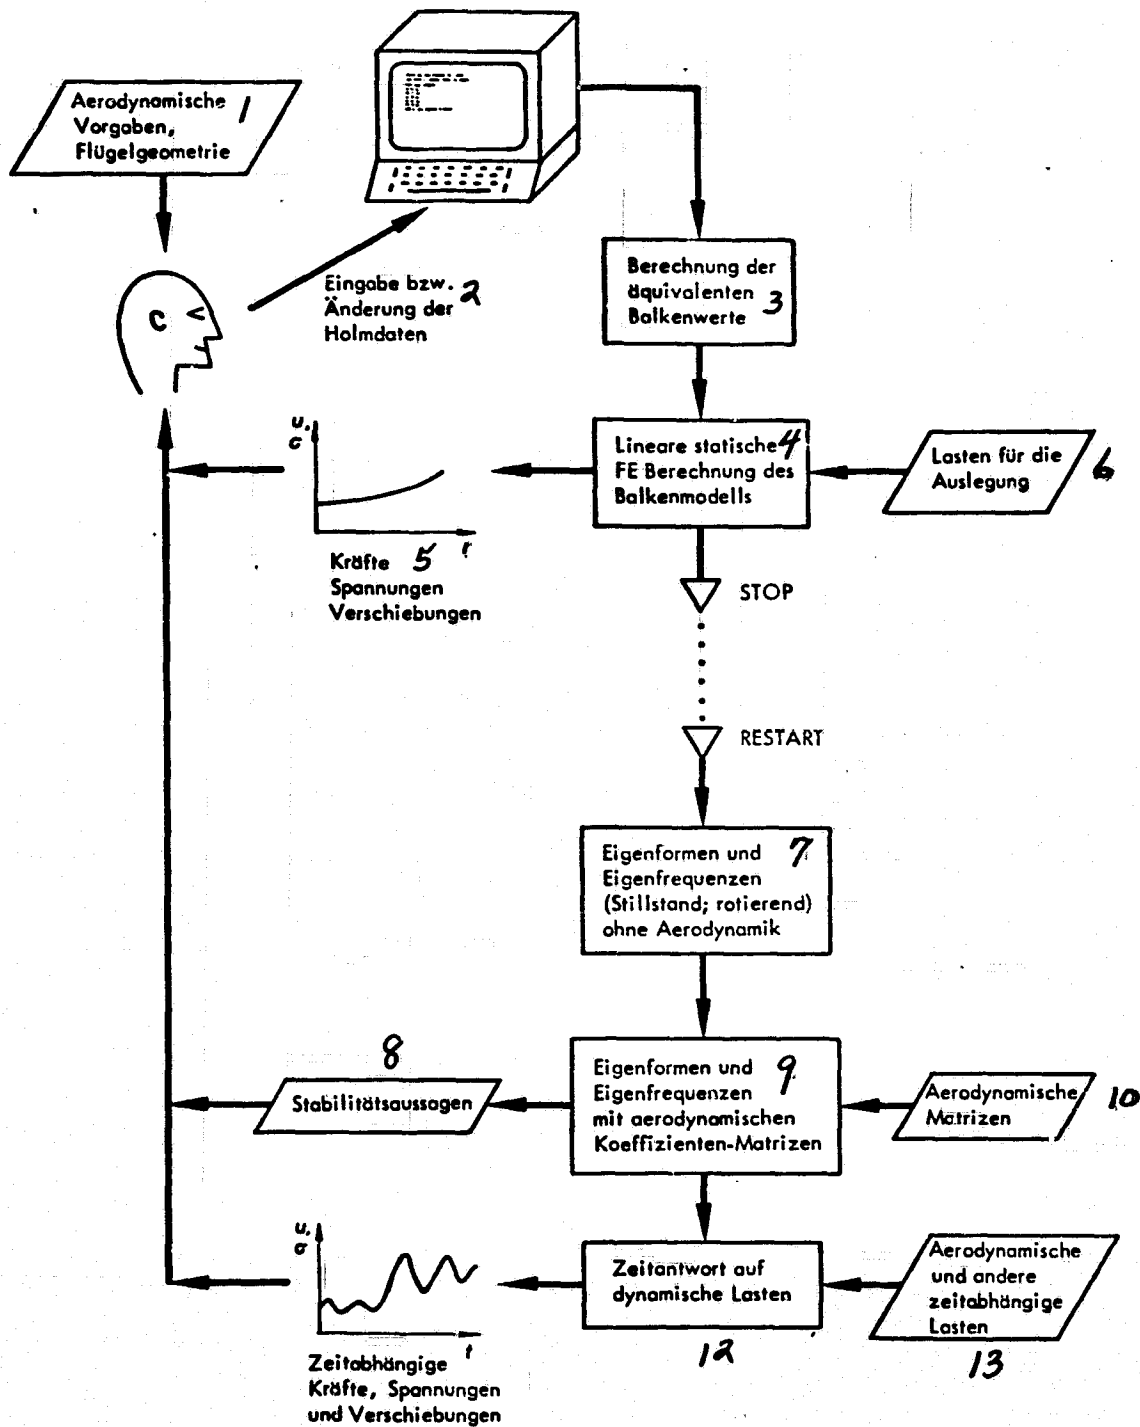 Aerodynamische 1
Vorgaben,
Flügelgeometrie
Eingabe bzw. 2
Änderung der
Holmdaten
C
Berechnung der
äquivalenten
Balkenwerte 3
Lineare statische 4
FE Berechnung des
Balkenmodells
Lasten für die
Auslegung
6
u,
σ
r
Kräfte 5
Spannungen
Verschiebungen
STOP
RESTART
Eigenformen und 7
Eigenfrequenzen
(Stillstand; rotierend)
ohne Aerodynamik
8
Stabilitätsaussagen
Eigenformen und 9
Eigenfrequenzen
mit aerodynamischen
Koeffizienten-Matrizen
Aerodynamische
Matrizen
10
u,
σ
t
Zeitabhängige
Kräfte, Spannungen
und Verschiebungen
Zeitantwort auf
dynamische Lasten
12
Aerodynamische
und andere
zeitabhängige
Lasten
13